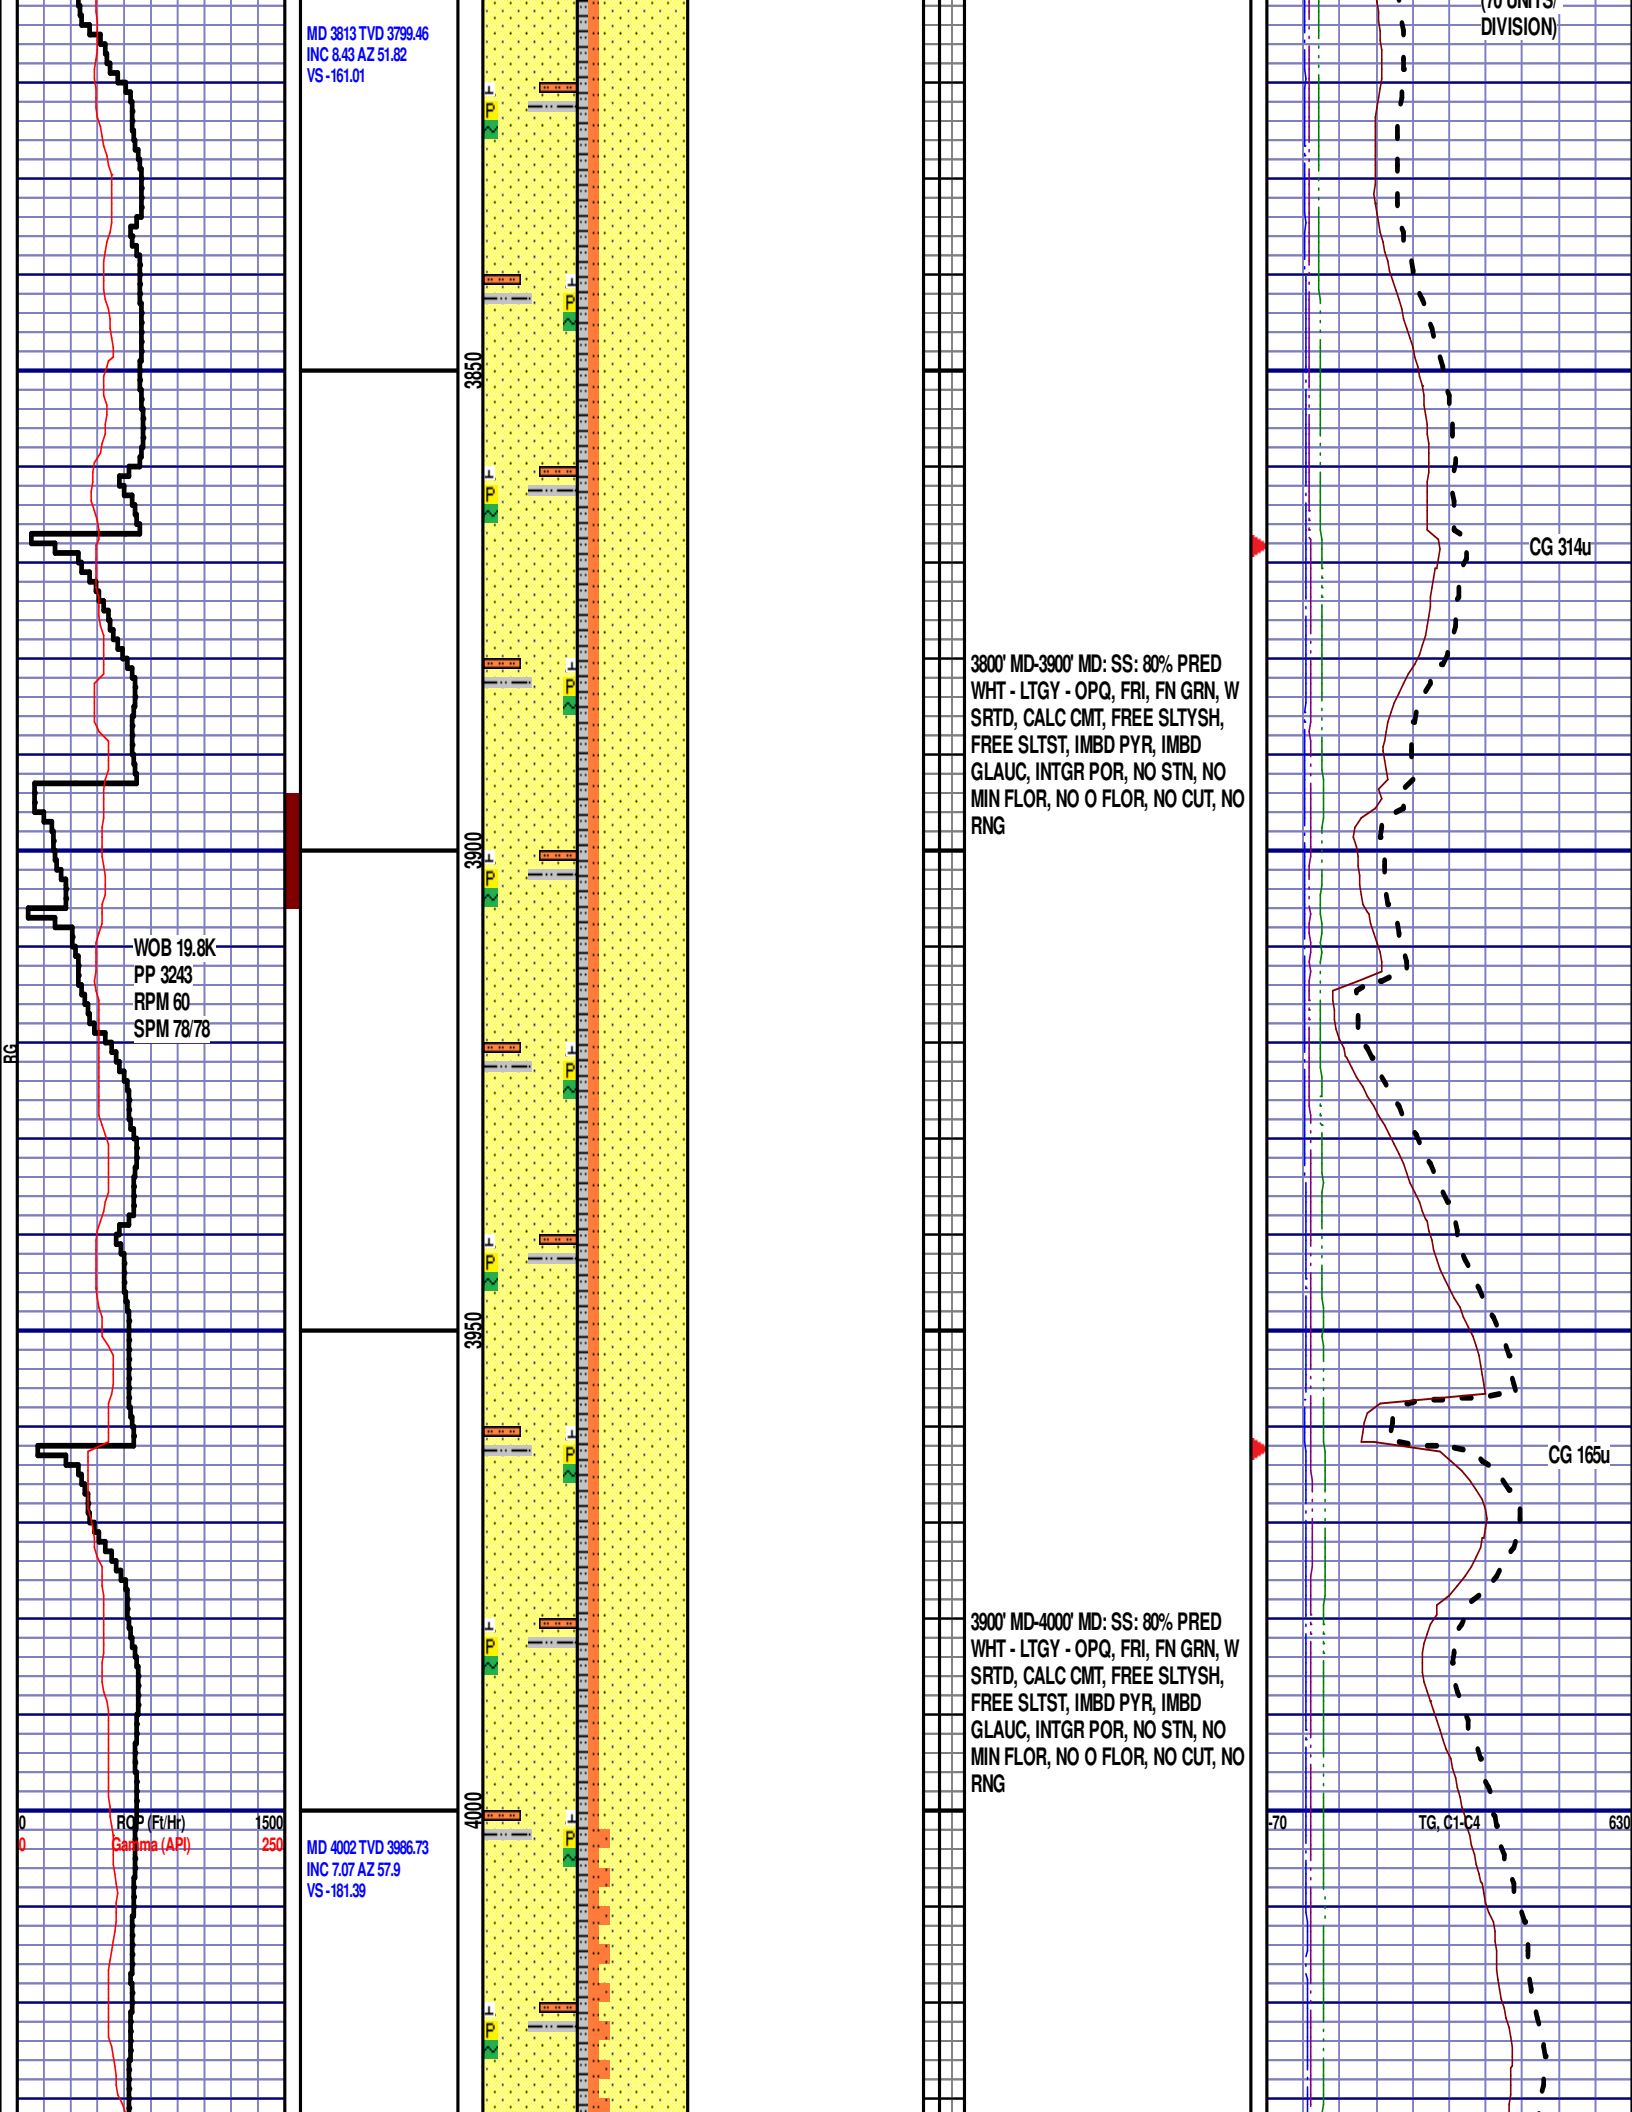 (70 UNITS/
DIVISION)
MD 3813 TVD 3799.46
INC 8.43 AZ 51.82
VS -161.01
P
P
3850
P
CG 314u
3800' MD-3900' MD: SS: 80% PRED
WHT - LTGY - OPQ, FRI, FN GRN, W
SRTD, CALC CMT, FREE SLTYSH,
FREE SLTST, IMBD PYR, IMBD
GLAUC, INTGR POR, NO STN, NO
MIN FLOR, NO O FLOR, NO CUT, NO
RNG
P
3900
P
WOB 19.8K
PP 3243
RPM 60
SPM 78/78
RG
P
P
3950
P
CG 165u
3900' MD-4000' MD: SS: 80% PRED
WHT - LTGY - OPQ, FRI, FN GRN, W
SRTD, CALC CMT, FREE SLTYSH,
FREE SLTST, IMBD PYR, IMBD
GLAUC, INTGR POR, NO STN, NO
MIN FLOR, NO O FLOR, NO CUT, NO
RNG
P
4000
0 ROP (Ft/Hr) 1500
0 Gamma (API) 250
-70 TG, C1-C4 630
P
MD 4002 TVD 3986.73
INC 7.07 AZ 57.9
VS -181.39
P